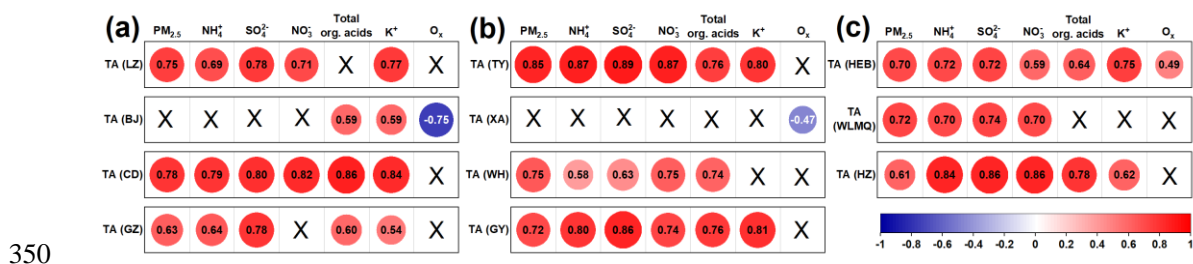 (a) PM2.5 NH4+ SO42- NO3- Total org. acids K+ Ox
TA (LZ) 0.75 0.69 0.78 0.71 X 0.77 X
TA (BJ) X X X X 0.59 0.59 -0.75
TA (CD) 0.78 0.79 0.80 0.82 0.86 0.84 X
TA (GZ) 0.63 0.64 0.78 X 0.60 0.54 X
(b) PM2.5 NH4+ SO42- NO3- Total org. acids K+ Ox
TA (TY) 0.85 0.87 0.89 0.87 0.76 0.80 X
TA (XA) X X X X X X -0.47
TA (WH) 0.75 0.58 0.63 0.75 0.74 X X
TA (GY) 0.72 0.80 0.86 0.74 0.76 0.81 X
(c) PM2.5 NH4+ SO42- NO3- Total org. acids K+ Ox
TA (HEB) 0.70 0.72 0.72 0.59 0.64 0.75 0.49
TA (WLMQ) 0.72 0.70 0.74 0.70 X X X
TA (HZ) 0.61 0.84 0.86 0.86 0.78 0.62 X
-1 -0.8 -0.6 -0.4 -0.2 0 0.2 0.4 0.6 0.8 1
350